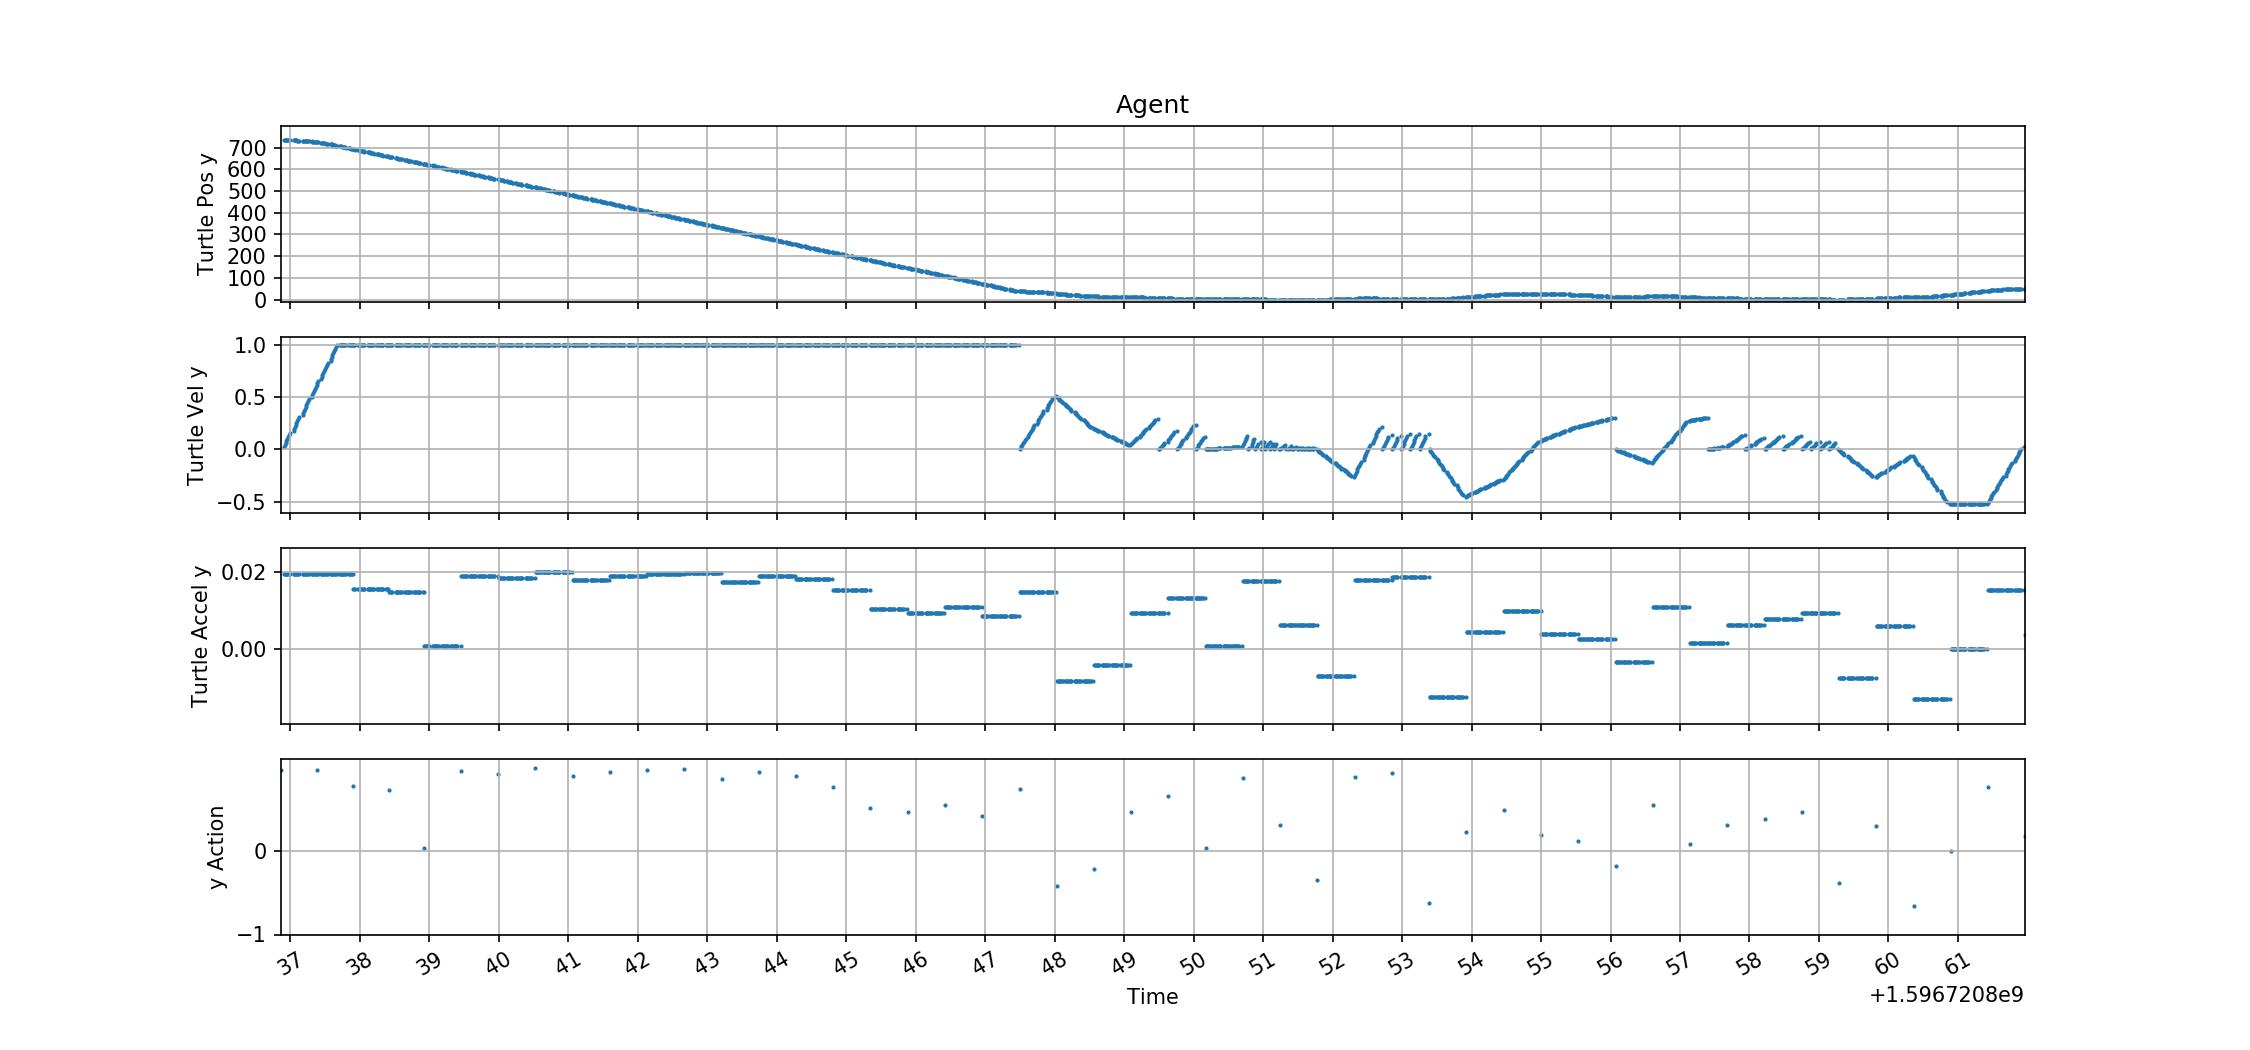 Agent
Turtle Pos y
700
600
500
400
300
200
100
0
Turtle Vel y
1.0
0.5
0.0
−0.5
Turtle Accel y
0.02
0.00
y Action
0
−1
37 38 39 40 41 42 43 44 45 46 47 48 49 50 51 52 53 54 55 56 57 58 59 60 61
Time
+1.5967208e9